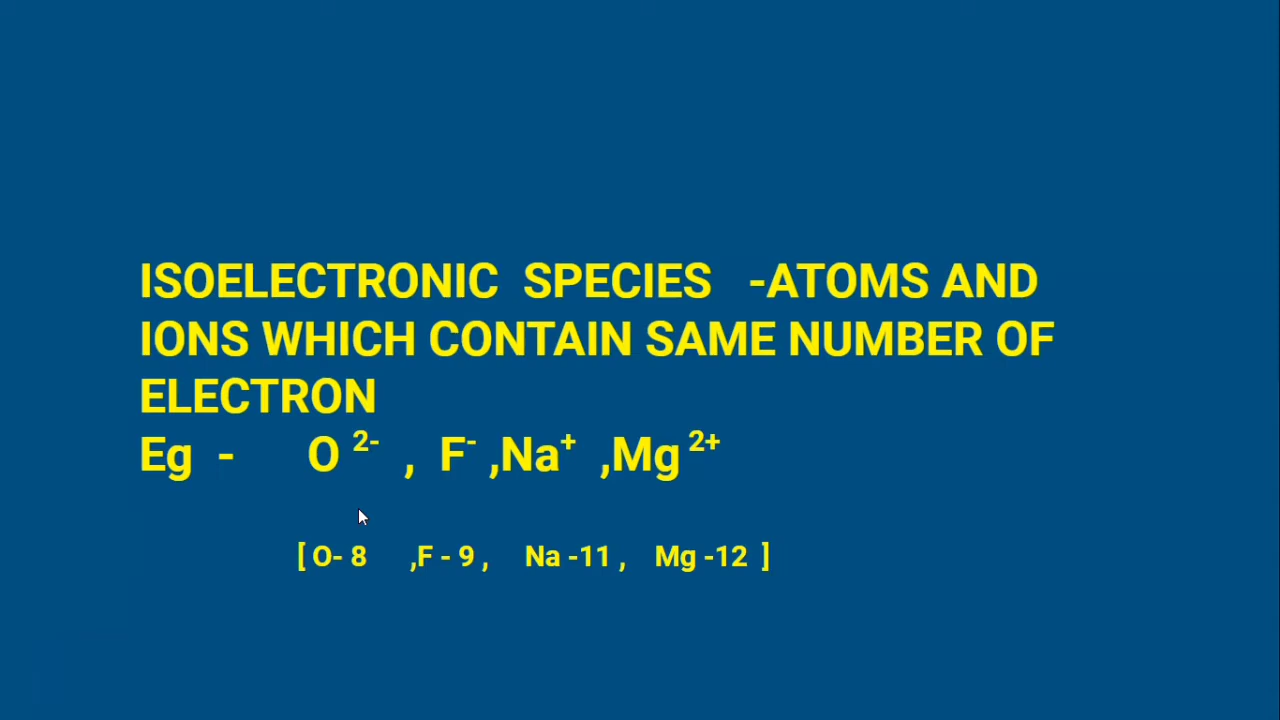 ISOELECTRONIC SPECIES -ATOMS AND
IONS WHICH CONTAIN SAME NUMBER OF
ELECTRON
Eg - O ²⁻ , F⁻ ,Na⁺ ,Mg ²⁺
[ O- 8 ,F - 9 , Na -11 , Mg -12 ]